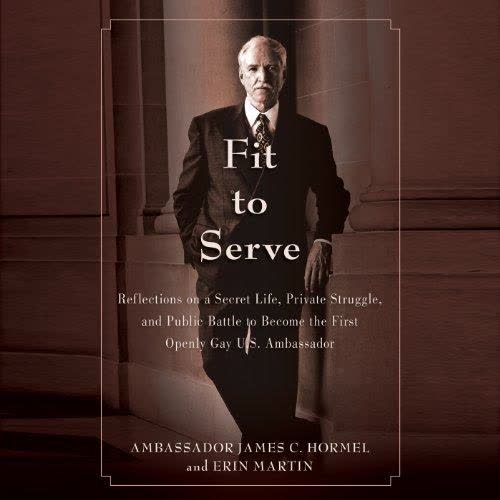 Fit
to
Serve
Reflections on a Secret Life, Private Struggle,
and Public Battle to Become the First
Openly Gay U.S. Ambassador
AMBASSADOR JAMES C. HORMEL
and ERIN MARTIN